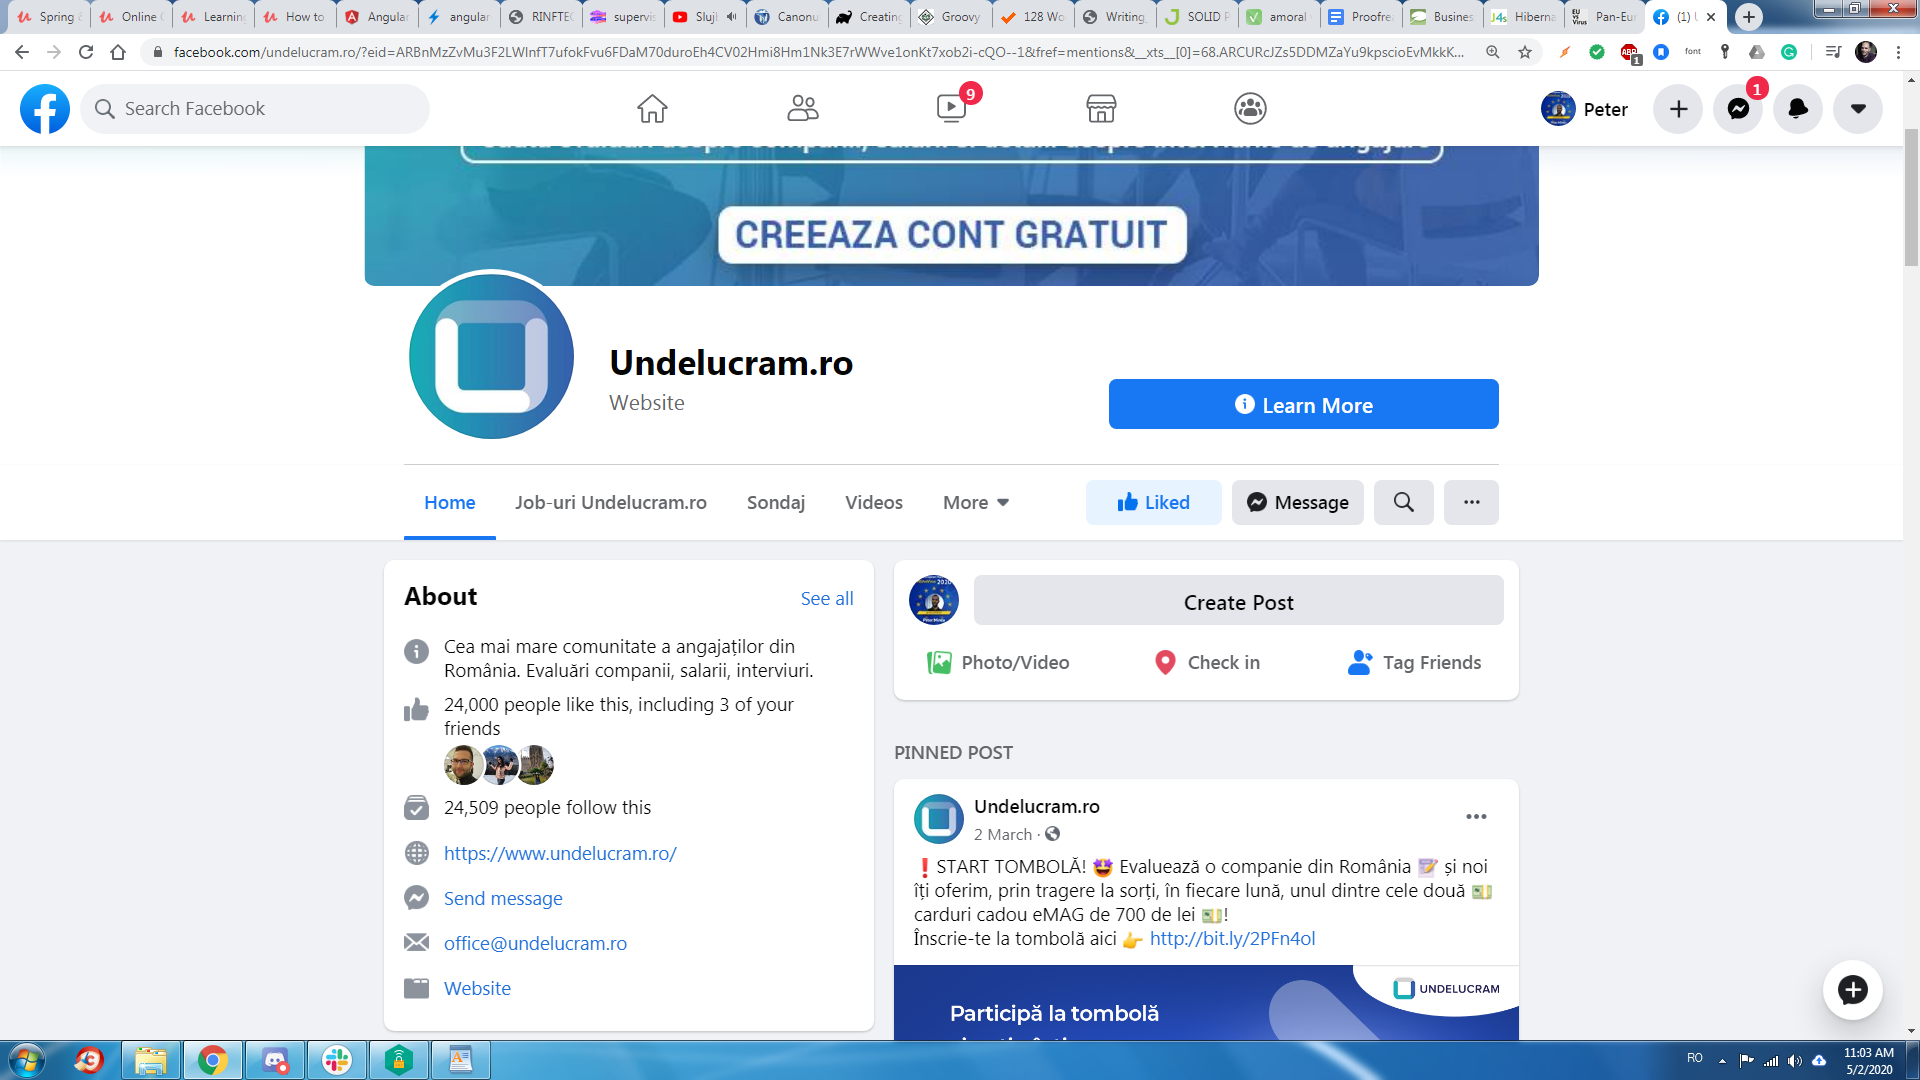 Spring &
Online C
Learning
How to
Angular
angular
RINFTEC
supervis
Sluji
Canonu
Creating
Groovy
128 Wo
Writing,
SOLID P
amoral v
Proofrea
Busines
Hiberna
Pan-Eur
(1) U
facebook.com/undelucram.ro/?eid=ARBnMzZvMu3F2LWlnfT7ufokFvu6FDaM70duroEh4CV02Hmi8Hm1Nk3E7rWWve1onKt7xob2i-cQO--1&fref=mentions&__xts__[0]=68.ARCURcJZs5DDMZaYu9kpscioEvMkkK...
ABP
1
font
Search Facebook
9
Peter
1
CREEAZA CONT GRATUIT
Undelucram.ro
Website
Learn More
Home
Job-uri Undelucram.ro
Sondaj
Videos
More
Liked
Message
About
See all
Cea mai mare comunitate a angajaților din
România. Evaluări companii, salarii, interviuri.
24,000 people like this, including 3 of your
friends
24,509 people follow this
https://www.undelucram.ro/
Send message
office@undelucram.ro
Website
Create Post
Photo/Video
Check in
Tag Friends
PINNED POST
Undelucram.ro
2 March ·
❗START TOMBOLĂ! 🤩 Evaluează o companie din România 📝 și noi
îți oferim, prin tragere la sorți, în fiecare lună, unul dintre cele două 💵
carduri cadou eMAG de 700 de lei 💵!
Înscrie-te la tombolă aici 👉 http://bit.ly/2PFn4ol
UNDELUCRAM
Participă la tombolă
RO
11:03 AM
5/2/2020